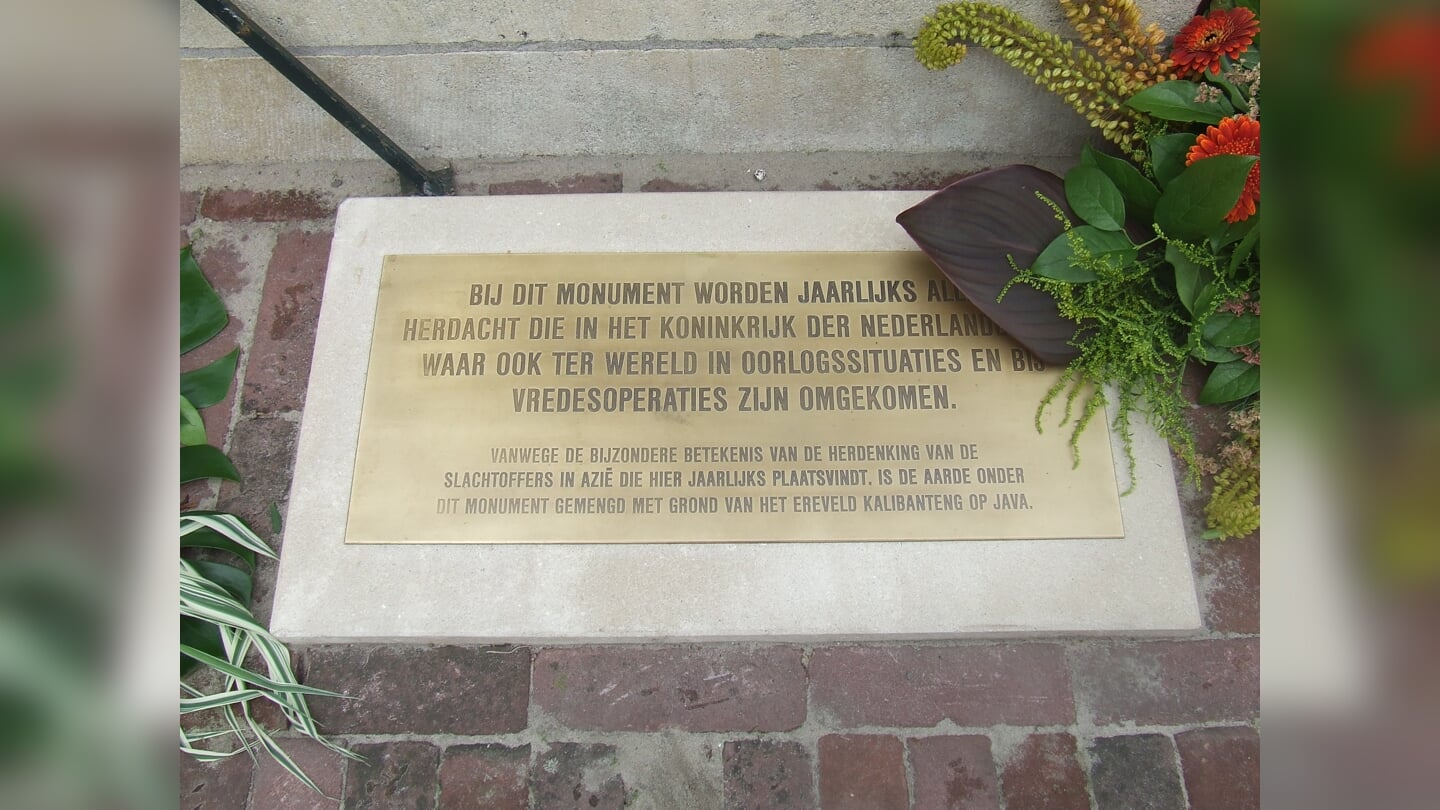 BIJ DIT MONUMENT WORDEN JAARLIJKS
HERDACHT DIE IN HET KONINKRIJK DER
WAAR OOK TER WERELD IN OORLOGSSITUATIES EN BIJ
VREDESOPERATIES ZIJN OMGEKOMEN.
VANWEGE DE BIJZONDERE BETEKENIS VAN DE HERDENKING VAN DE
SLACHTOFFERS IN AZIË DIE HIER JAARLIJKS PLAATSVINDT. IS DE AARDE ONDER
DIT MONUMENT GEMENGD MET GROND VAN HET EREVELD KALIBANTENG OP JAVA.